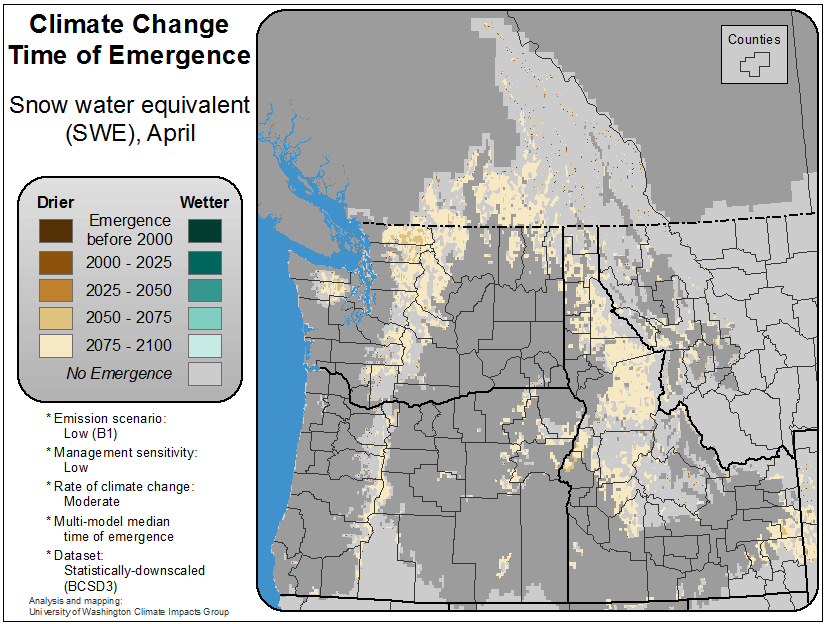 Climate Change
Time of Emergence
Snow water equivalent
(SWE), April
Drier Wetter
Emergence
before 2000
2000 - 2025
2025 - 2050
2050 - 2075
2075 - 2100
No Emergence
* Emission scenario:
Low (B1)
* Management sensitivity:
Low
* Rate of climate change:
Moderate
* Multi-model median
time of emergence
* Dataset:
Statistically-downscaled
(BCSD3)
Analysis and mapping:
University of Washington Climate Impacts Group
Counties